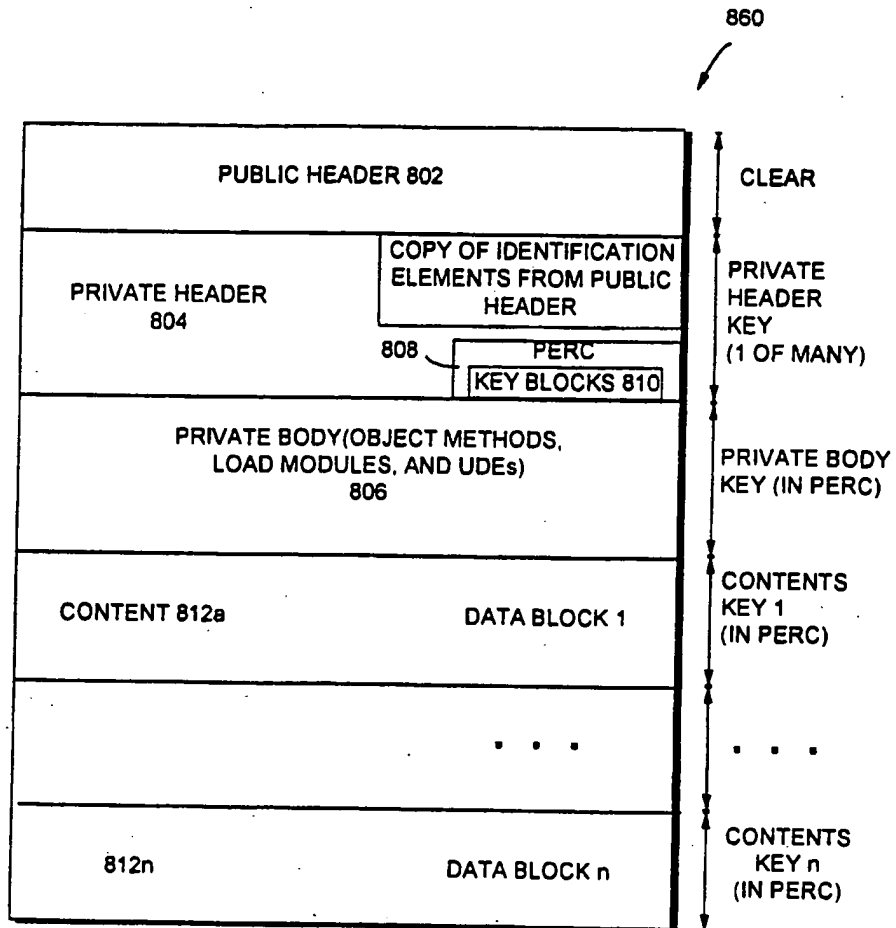 860
PUBLIC HEADER 802
CLEAR
PRIVATE HEADER
804
COPY OF IDENTIFICATION
ELEMENTS FROM PUBLIC
HEADER
808
PERC
KEY BLOCKS 810
PRIVATE
HEADER
KEY
(1 OF MANY)
PRIVATE BODY(OBJECT METHODS,
LOAD MODULES, AND UDEs)
806
PRIVATE BODY
KEY (IN PERC)
CONTENT 812a
DATA BLOCK 1
CONTENTS
KEY 1
(IN PERC)
. . .
. . .
812n
DATA BLOCK n
CONTENTS
KEY n
(IN PERC)